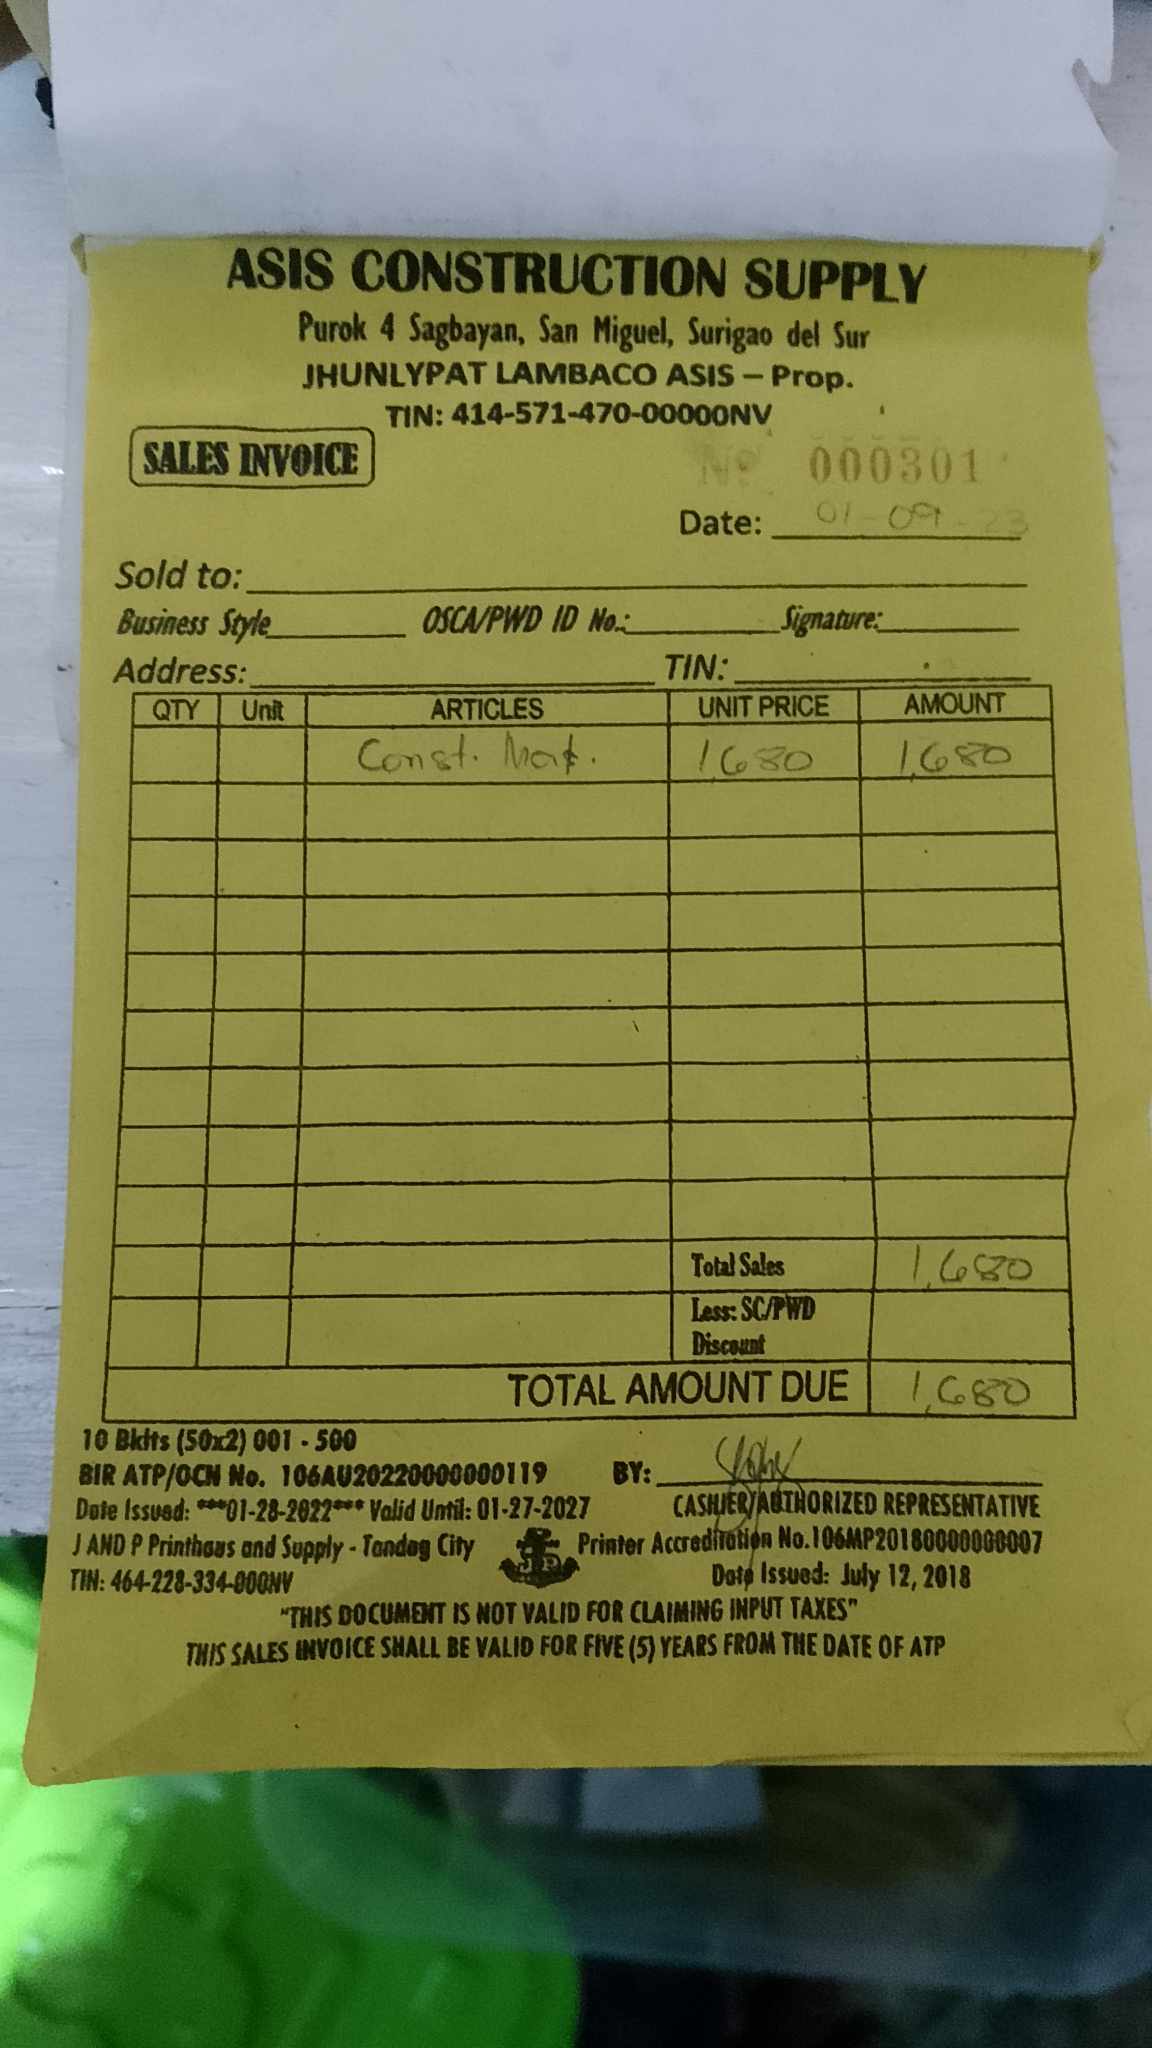 ASIS CONSTRUCTION SUPPLY
Purok 4 Sagbayan, San Miguel, Surigao del Sur
JHUNLYPAT LAMBACO ASIS – Prop.
TIN: 414-571-470-00000NV
SALES INVOICE
Nº 000301
Date: 01-09-23
Sold to:
Business Style OSCA/PWD ID No.: Signature:
Address: TIN:
QTY Unit ARTICLES UNIT PRICE AMOUNT
Const. Mat. 1,680 1,680
Total Sales 1,680
Less: SC/PWD
Discount
TOTAL AMOUNT DUE 1,680
10 Bklts (50x2) 001 - 500
BIR ATP/OCN No. 106AU20220000000119 BY:
Date Issued: ***01-28-2022*** Valid Until: 01-27-2027 CASHIER/AUTHORIZED REPRESENTATIVE
J AND P Printhaus and Supply - Tandag City Printer Accreditation No.106MP20180000000007
TIN: 464-228-334-000NV Date Issued: July 12, 2018
"THIS DOCUMENT IS NOT VALID FOR CLAIMING INPUT TAXES"
THIS SALES INVOICE SHALL BE VALID FOR FIVE (5) YEARS FROM THE DATE OF ATP